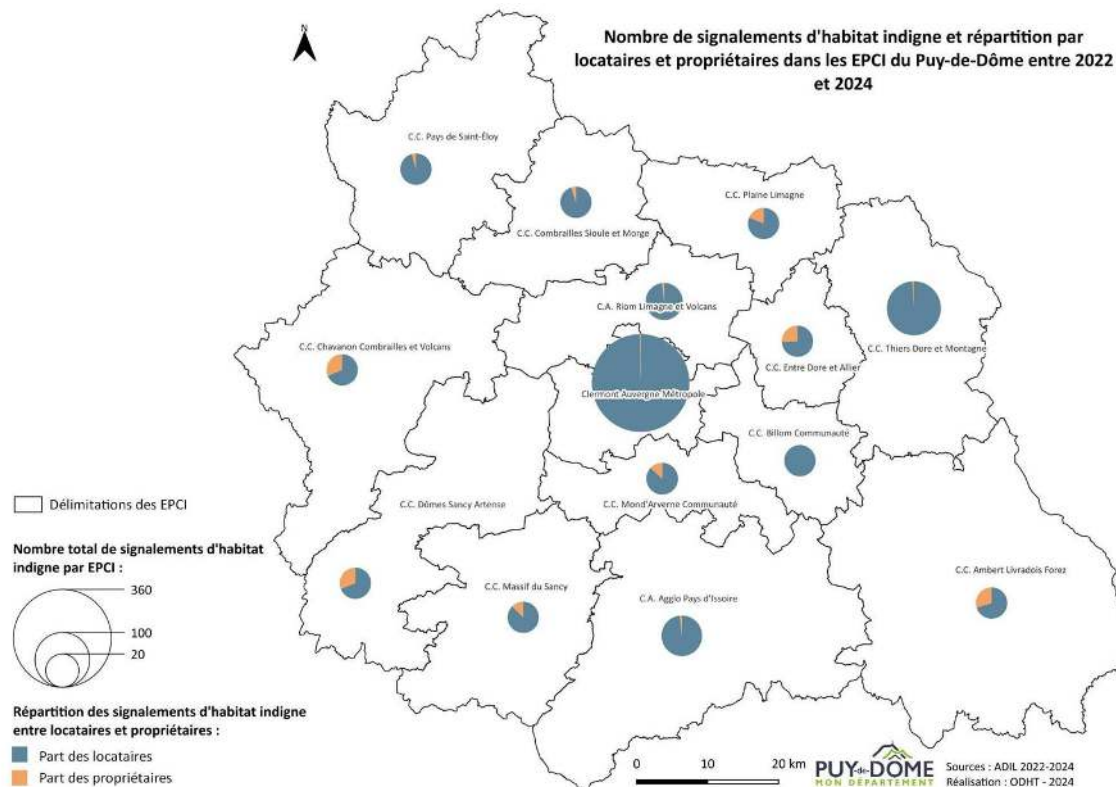 N
Nombre de signalements d'habitat indigne et répartition par
locataires et propriétaires dans les EPCI du Puy-de-Dôme entre 2022
et 2024
C.C. Pays de Saint-Éloy
C.C. Combrailles Sioule et Morge
C.C. Plaine Limagne
C.A. Riom Limagne et Volcans
C.C. Thiers Dore et Montagne
C.C. Chavanon Combrailles et Volcans
C.C. Entre Dore et Allier
Clermont Auvergne Métropole
C.C. Billom Communauté
C.C. Mond'Arverne Communauté
C.C. Dômes Sancy Artense
C.C. Massif du Sancy
C.A. Agglo Pays d'Issoire
C.C. Ambert Livradois Forez
Délimitations des EPCI
Nombre total de signalements d'habitat
indigne par EPCI :
360
100
20
Répartition des signalements d'habitat indigne
entre locataires et propriétaires :
Part des locataires
Part des propriétaires
0 10 20 km
PUY-de-DÔME
MON DÉPARTEMENT
Sources : ADIL 2022-2024
Réalisation : ODHT - 2024